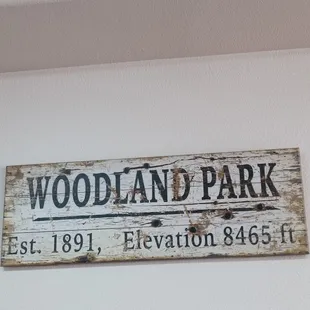 WOODLAND PARK
Est. 1891, Elevation 8465 ft